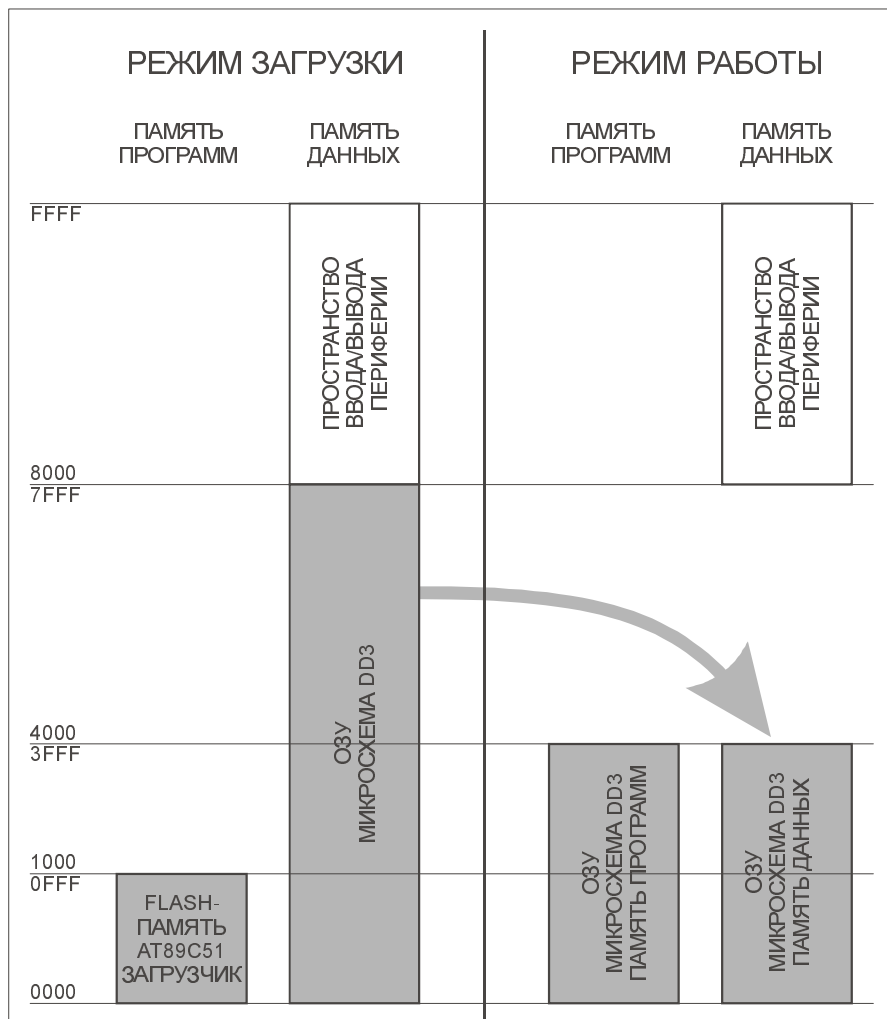 РЕЖИМ ЗАГРУЗКИ
РЕЖИМ РАБОТЫ
ПАМЯТЬ
ПРОГРАММ
ПАМЯТЬ
ДАННЫХ
ПАМЯТЬ
ПРОГРАММ
ПАМЯТЬ
ДАННЫХ
FFFF
ПРОСТРАНСТВО
ВВОДА/ВЫВОДА
ПЕРИФЕРИИ
ПРОСТРАНСТВО
ВВОДА/ВЫВОДА
ПЕРИФЕРИИ
8000
7FFF
ОЗУ
МИКРОСХЕМА DD3
4000
3FFF
ОЗУ
МИКРОСХЕМА DD3
ПАМЯТЬ ПРОГРАММ
ОЗУ
МИКРОСХЕМА DD3
ПАМЯТЬ ДАННЫХ
1000
0FFF
FLASH-
ПАМЯТЬ
AT89C51
ЗАГРУЗЧИК
0000